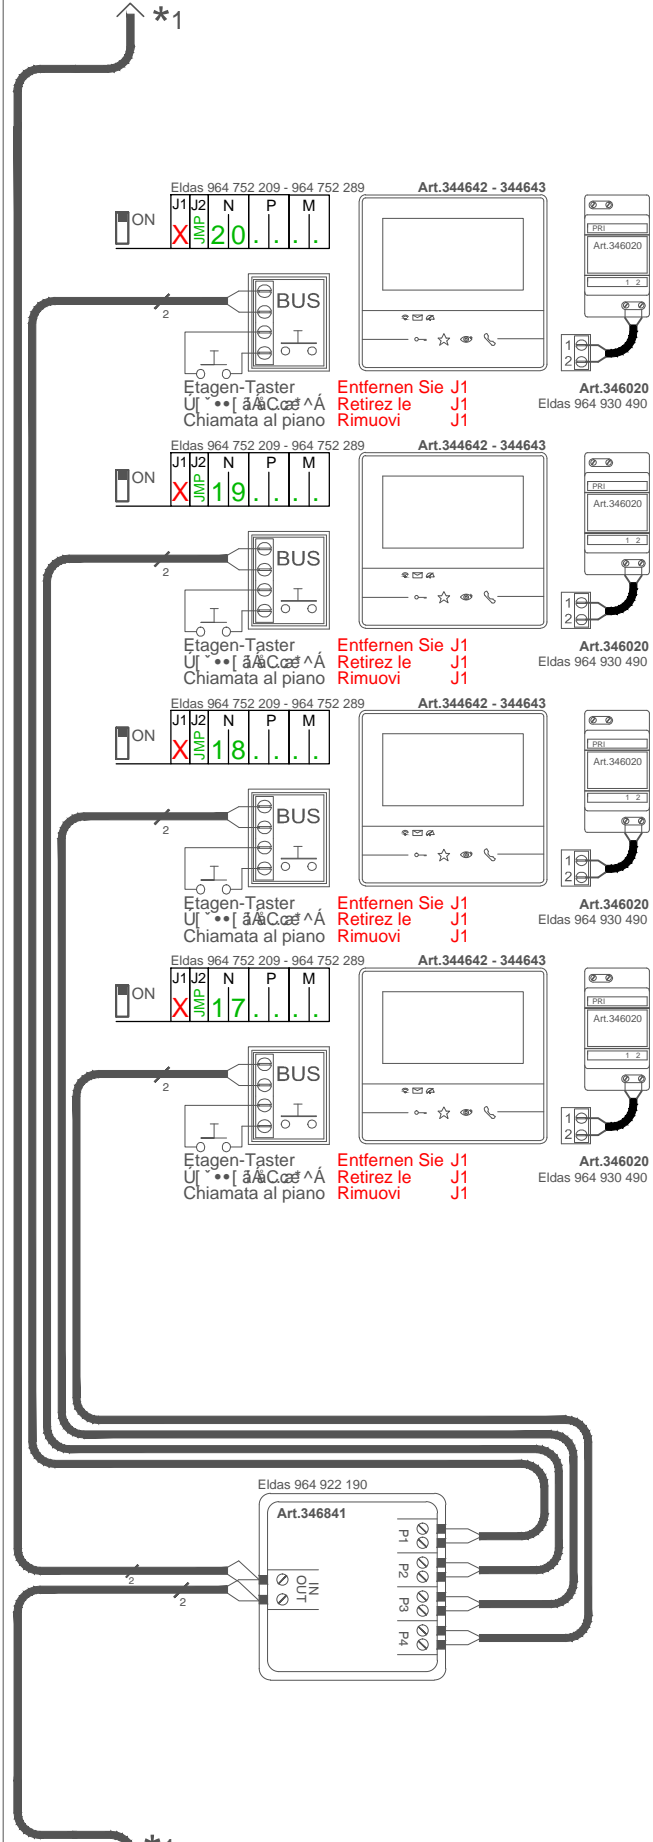 *1
Eldas 964 752 209 - 964 752 289 Art.344642 - 344643
ON J1 J2 N P M
X JMP 20. . . .
PRI
Art.346020
1 2
BUS
2
1
2
Etagen-Taster Entfernen Sie J1 Art.346020
Retirez le J1 Eldas 964 930 490
Chiamata al piano Rimuovi J1
Eldas 964 752 209 - 964 752 289 Art.344642 - 344643
ON J1 J2 N P M
X JMP 19. . . .
PRI
Art.346020
1 2
BUS
2
1
2
Etagen-Taster Entfernen Sie J1 Art.346020
Retirez le J1 Eldas 964 930 490
Chiamata al piano Rimuovi J1
Eldas 964 752 209 - 964 752 289 Art.344642 - 344643
ON J1 J2 N P M
X JMP 18. . . .
PRI
Art.346020
1 2
BUS
2
1
2
Etagen-Taster Entfernen Sie J1 Art.346020
Retirez le J1 Eldas 964 930 490
Chiamata al piano Rimuovi J1
Eldas 964 752 209 - 964 752 289 Art.344642 - 344643
ON J1 J2 N P M
X JMP 17. . . .
PRI
Art.346020
1 2
BUS
2
1
2
Etagen-Taster Entfernen Sie J1 Art.346020
Retirez le J1 Eldas 964 930 490
Chiamata al piano Rimuovi J1
Eldas 964 922 190
Art.346841
P1
P2
P3
P4
IN
OUT
2
2